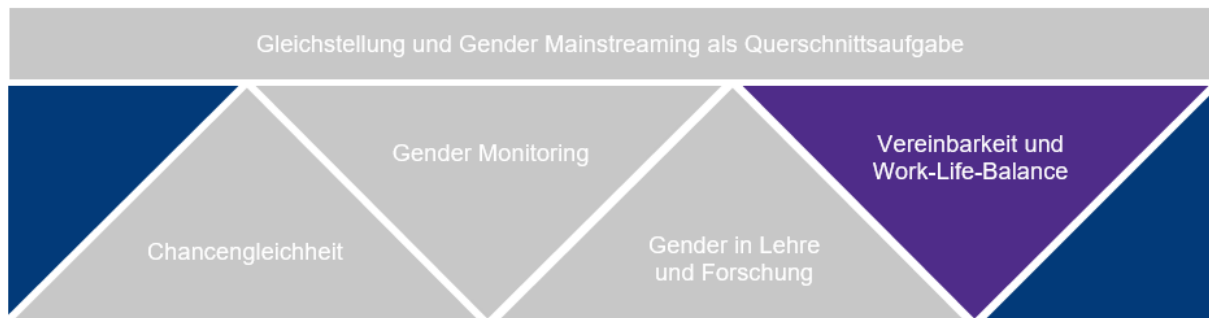 Gleichstellung und Gender Mainstreaming als Querschnittsaufgabe
Gender Monitoring
Vereinbarkeit und
Work-Life-Balance
Chancengleichheit
Gender in Lehre
und Forschung